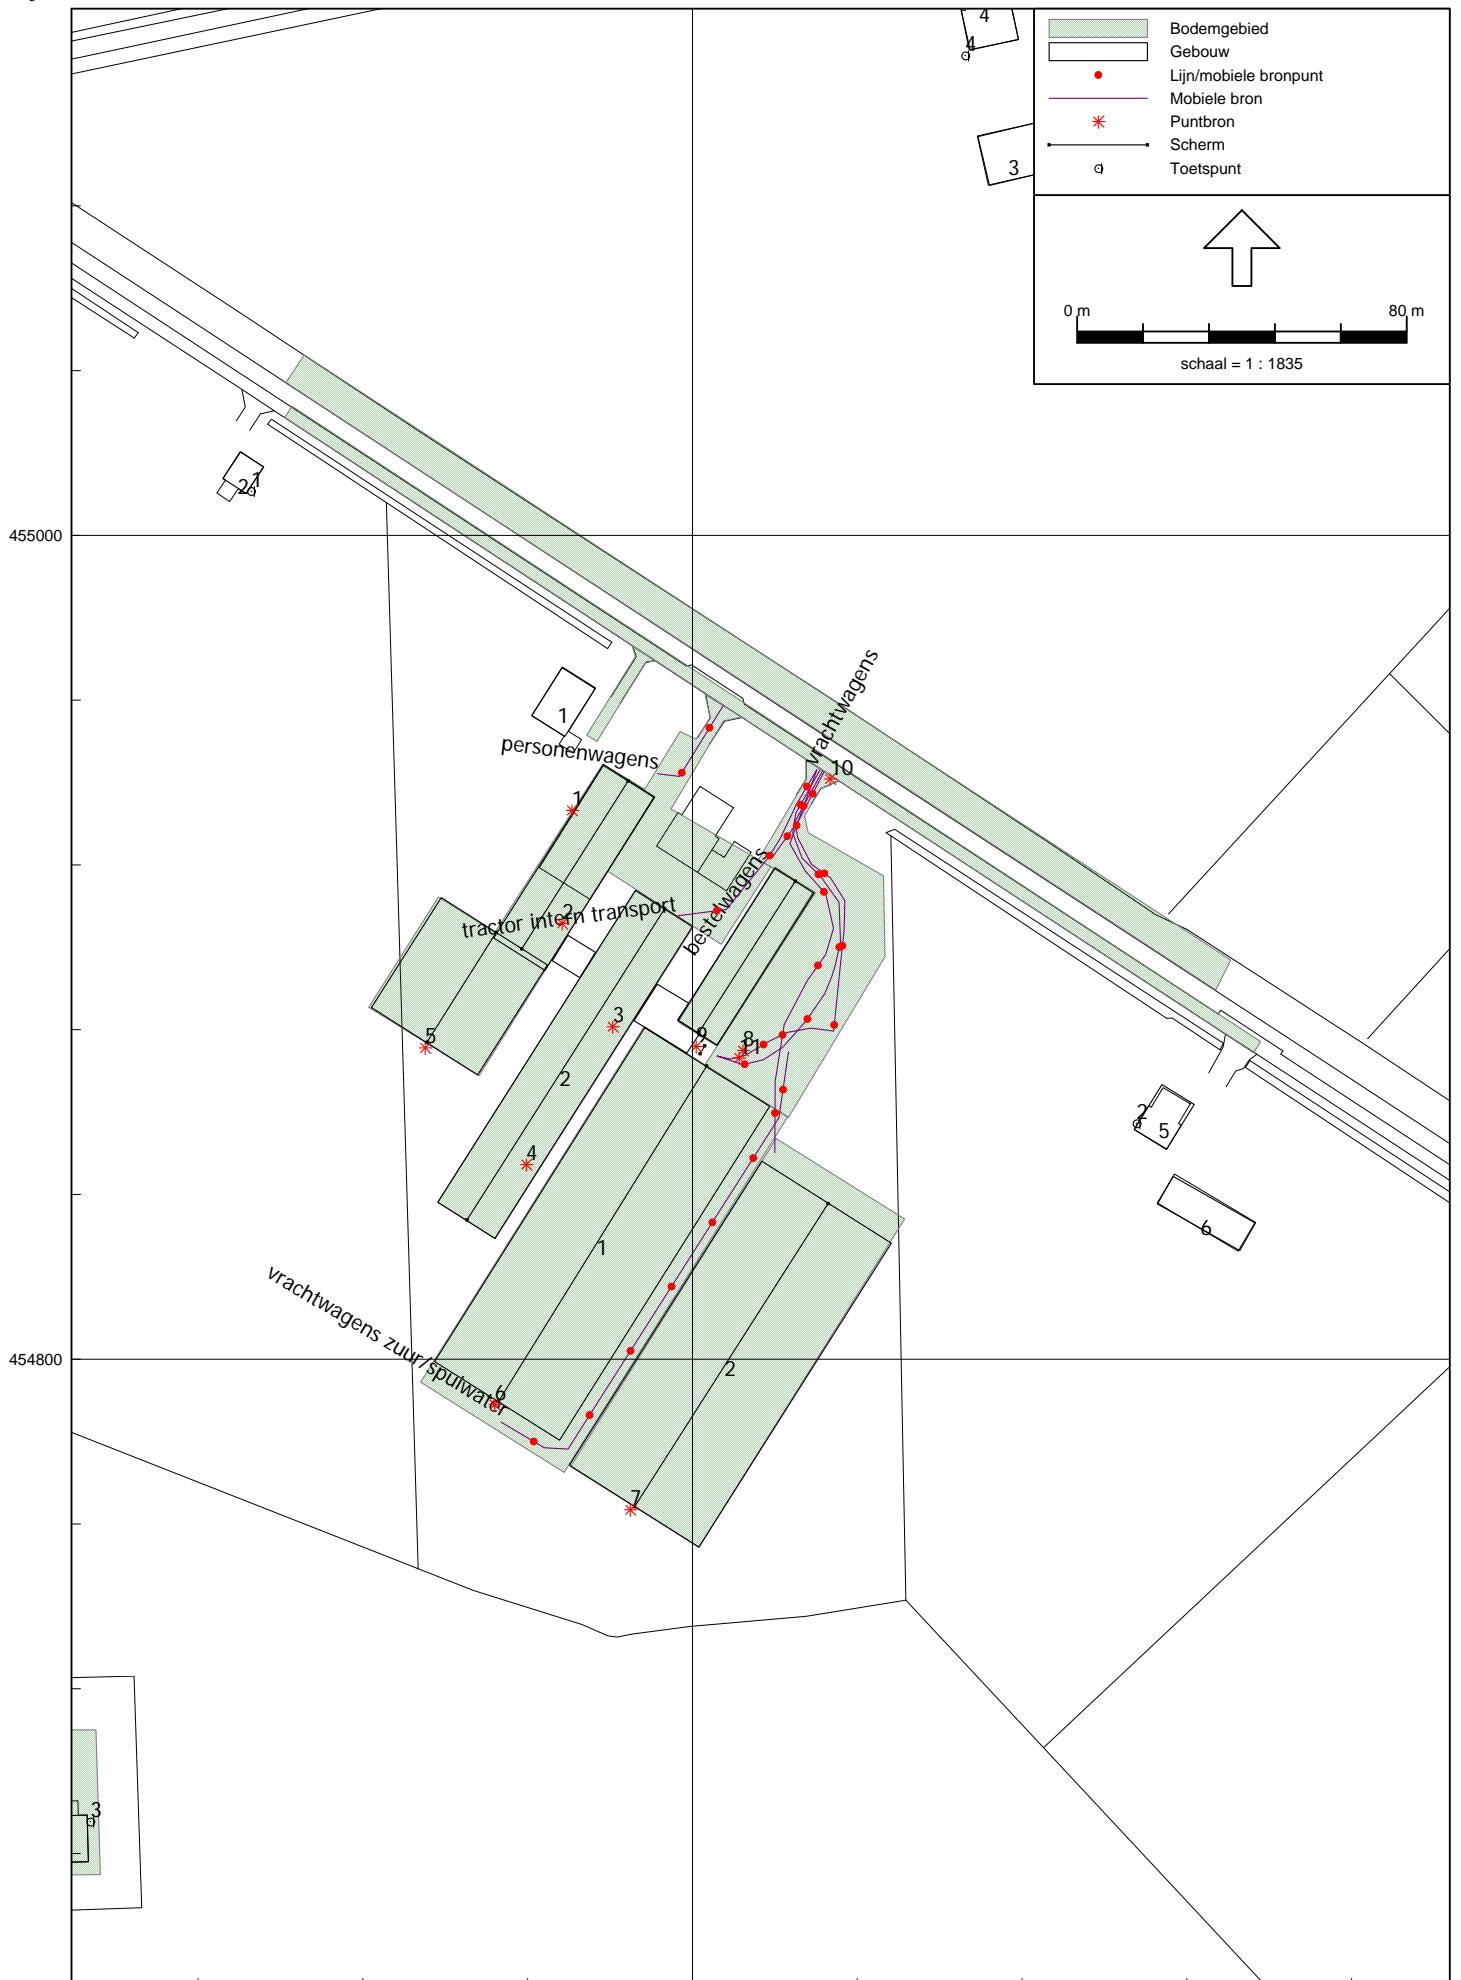 4
4
3
Bodemgebied
Gebouw
Lijn/mobiele bronpunt
Mobiele bron
Puntbron
Scherm
Toetspunt
0 m
80 m
schaal = 1 : 1835
1
2
455000
1
personenwagens
vrachtwagens
10
1
bestelwagens
2
tractor intern transport
5
3
9
8
11
2
2
5
4
6
1
vrachtwagens zuur/spuiwater
454800
2
6
7
3